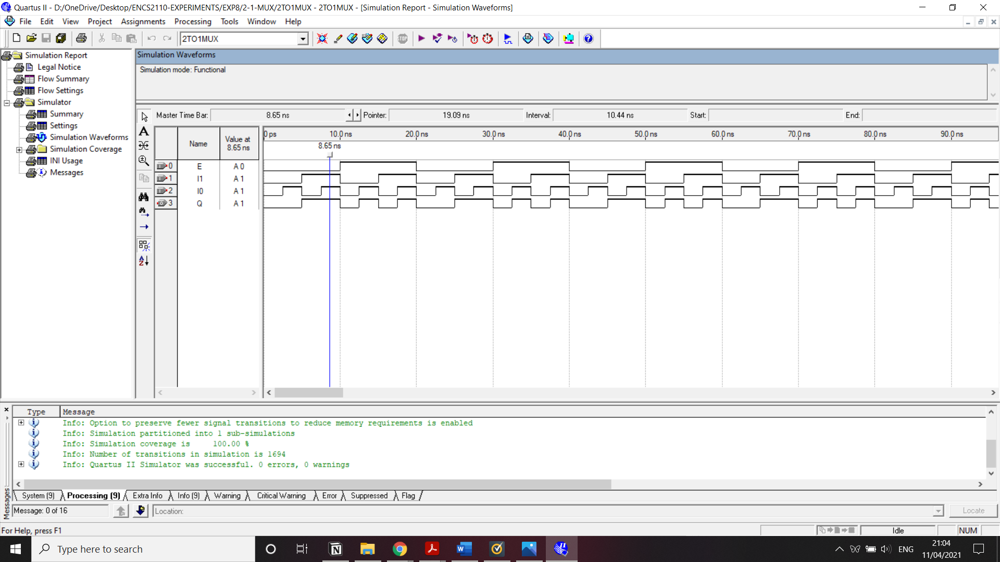 Quartus II - D:/OneDrive/Desktop/ENCS2110-EXPERIMENTS/EXP8/2-1-MUX/2TO1MUX - 2TO1MUX - [Simulation Report - Simulation Waveforms]
File Edit View Project Assignments Processing Tools Window Help
2TO1MUX
STOP
Simulation Report
Legal Notice
Flow Summary
Flow Settings
Simulator
Summary
Settings
Simulation Waveforms
Simulation Coverage
INI Usage
Messages
Simulation Waveforms
Simulation mode: Functional
Master Time Bar: 8.65 ns Pointer: 19.09 ns Interval: 10.44 ns Start: End:
Name Value at 8.65 ns
0 ps 10.0 ns 20.0 ns 30.0 ns 40.0 ns 50.0 ns 60.0 ns 70.0 ns 80.0 ns 90.0 ns
8.65 ns
0 E A 0
1 I1 A 1
2 I0 A 1
3 Q A 1
Type Message
Info: Option to preserve fewer signal transitions to reduce memory requirements is enabled
Info: Simulation partitioned into 1 sub-simulations
Info: Simulation coverage is 100.00 %
Info: Number of transitions in simulation is 1694
Info: Quartus II Simulator was successful. 0 errors, 0 warnings
System (9) Processing (9) Extra Info Info (9) Warning Critical Warning Error Suppressed Flag
Messages
Message: 0 of 16 Location: Locate
For Help, press F1 Idle NUM
Type here to search
ENG
21:04
11/04/2021